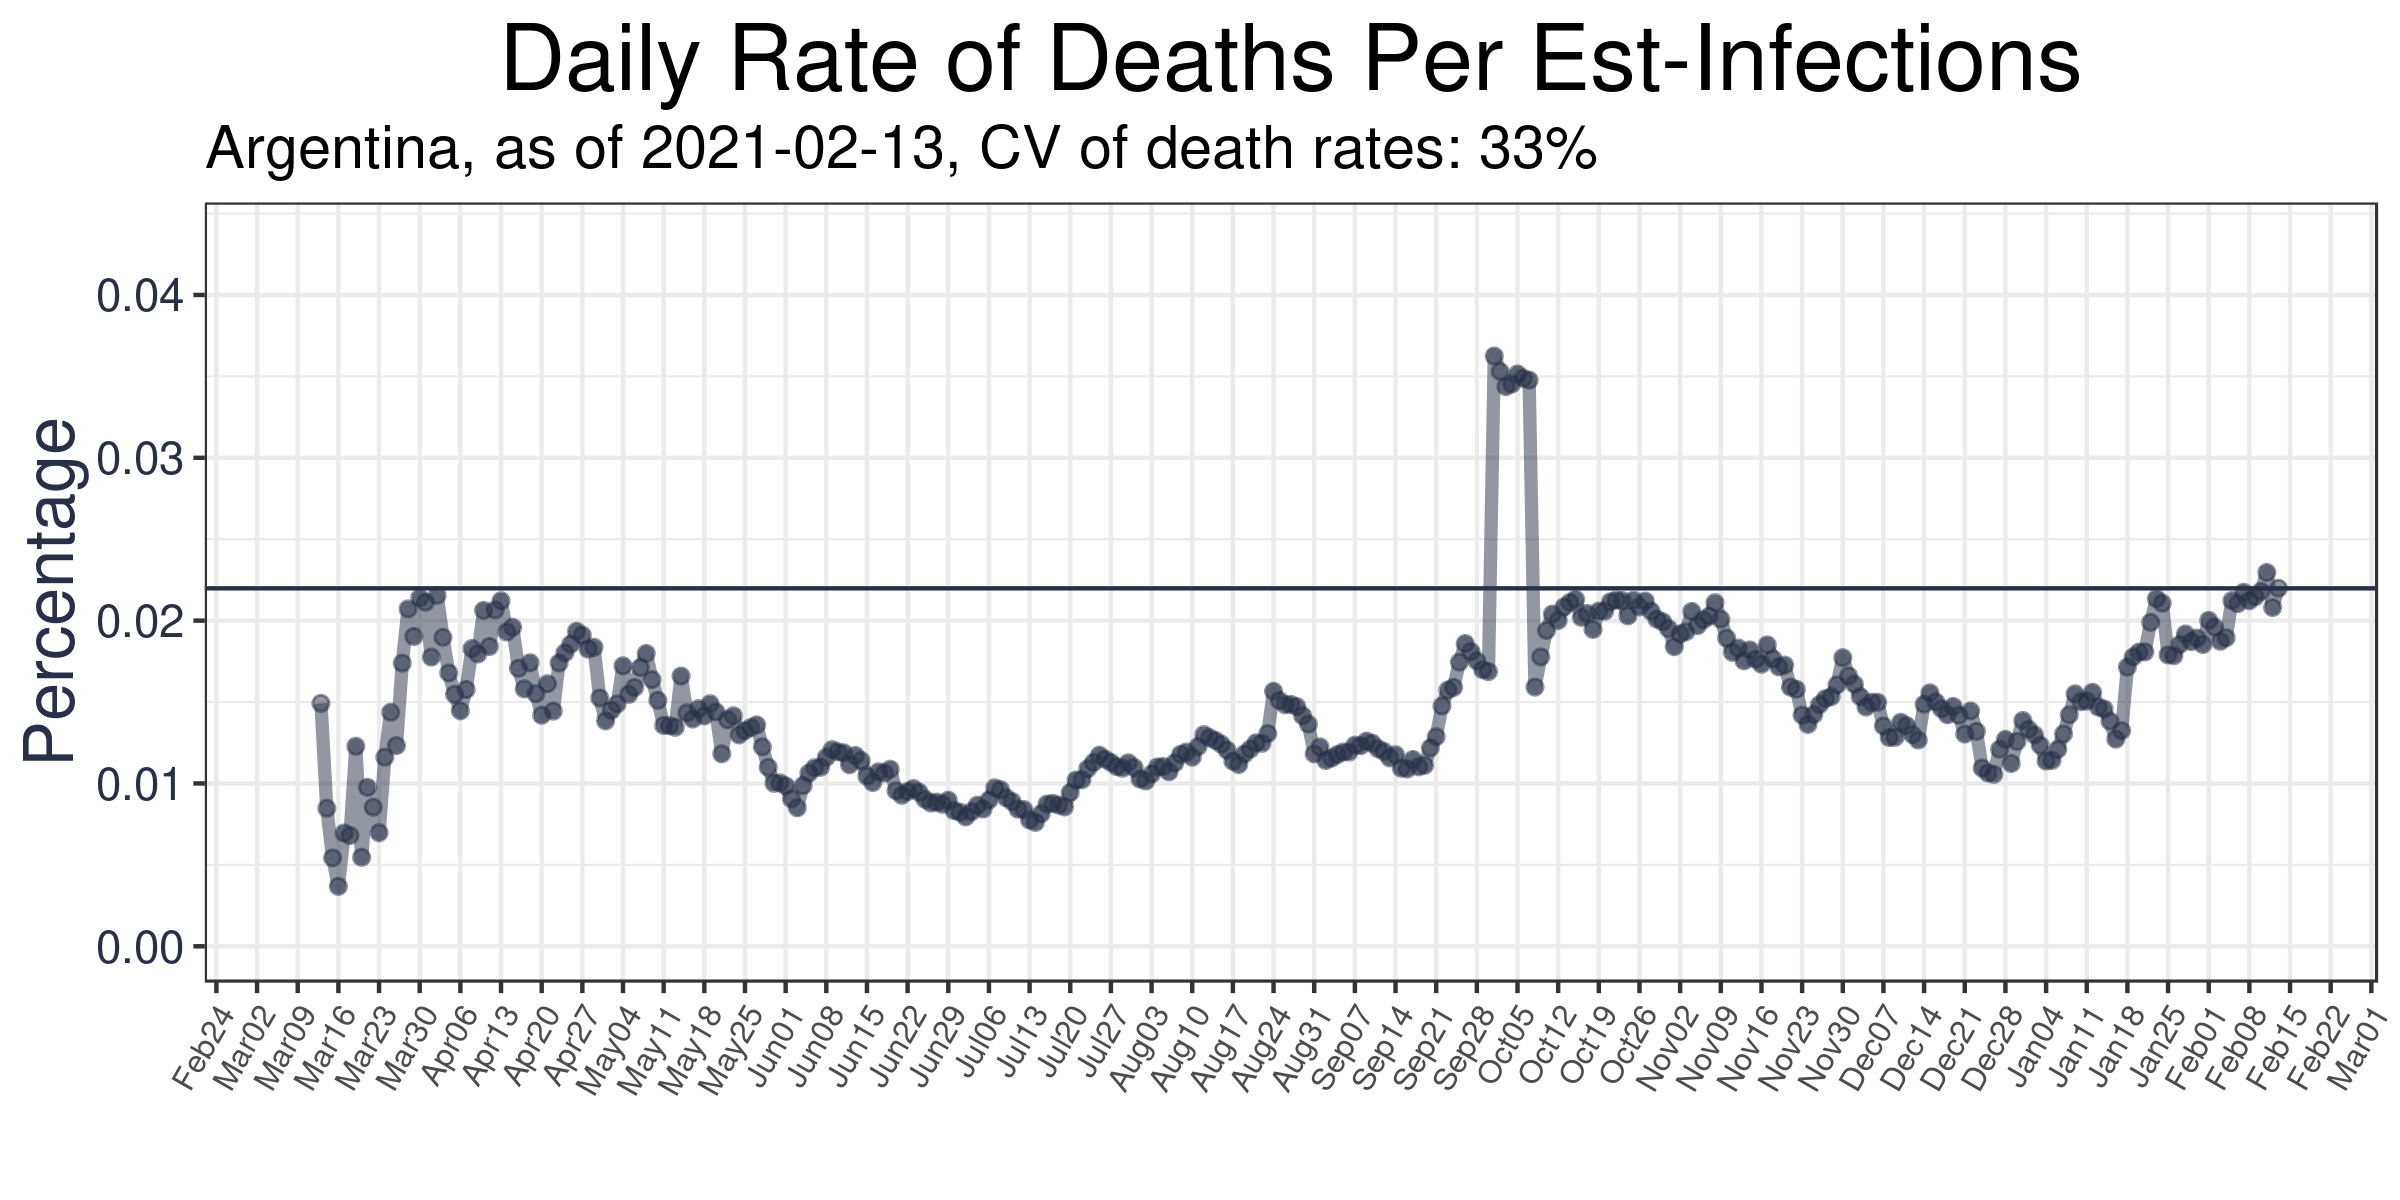 Daily Rate of Deaths Per Est-Infections
Argentina, as of 2021-02-13, CV of death rates: 33%
Percentage
0.04
0.03
0.02
0.01
0.00
Feb24
Mar02
Mar09
Mar16
Mar23
Mar30
Apr06
Apr13
Apr20
Apr27
May04
May11
May18
May25
Jun01
Jun08
Jun15
Jun22
Jun29
Jul06
Jul13
Jul20
Jul27
Aug03
Aug10
Aug17
Aug24
Aug31
Sep07
Sep14
Sep21
Sep28
Oct05
Oct12
Oct19
Oct26
Nov02
Nov09
Nov16
Nov23
Nov30
Dec07
Dec14
Dec21
Dec28
Jan04
Jan11
Jan18
Jan25
Feb01
Feb08
Feb15
Feb22
Mar01